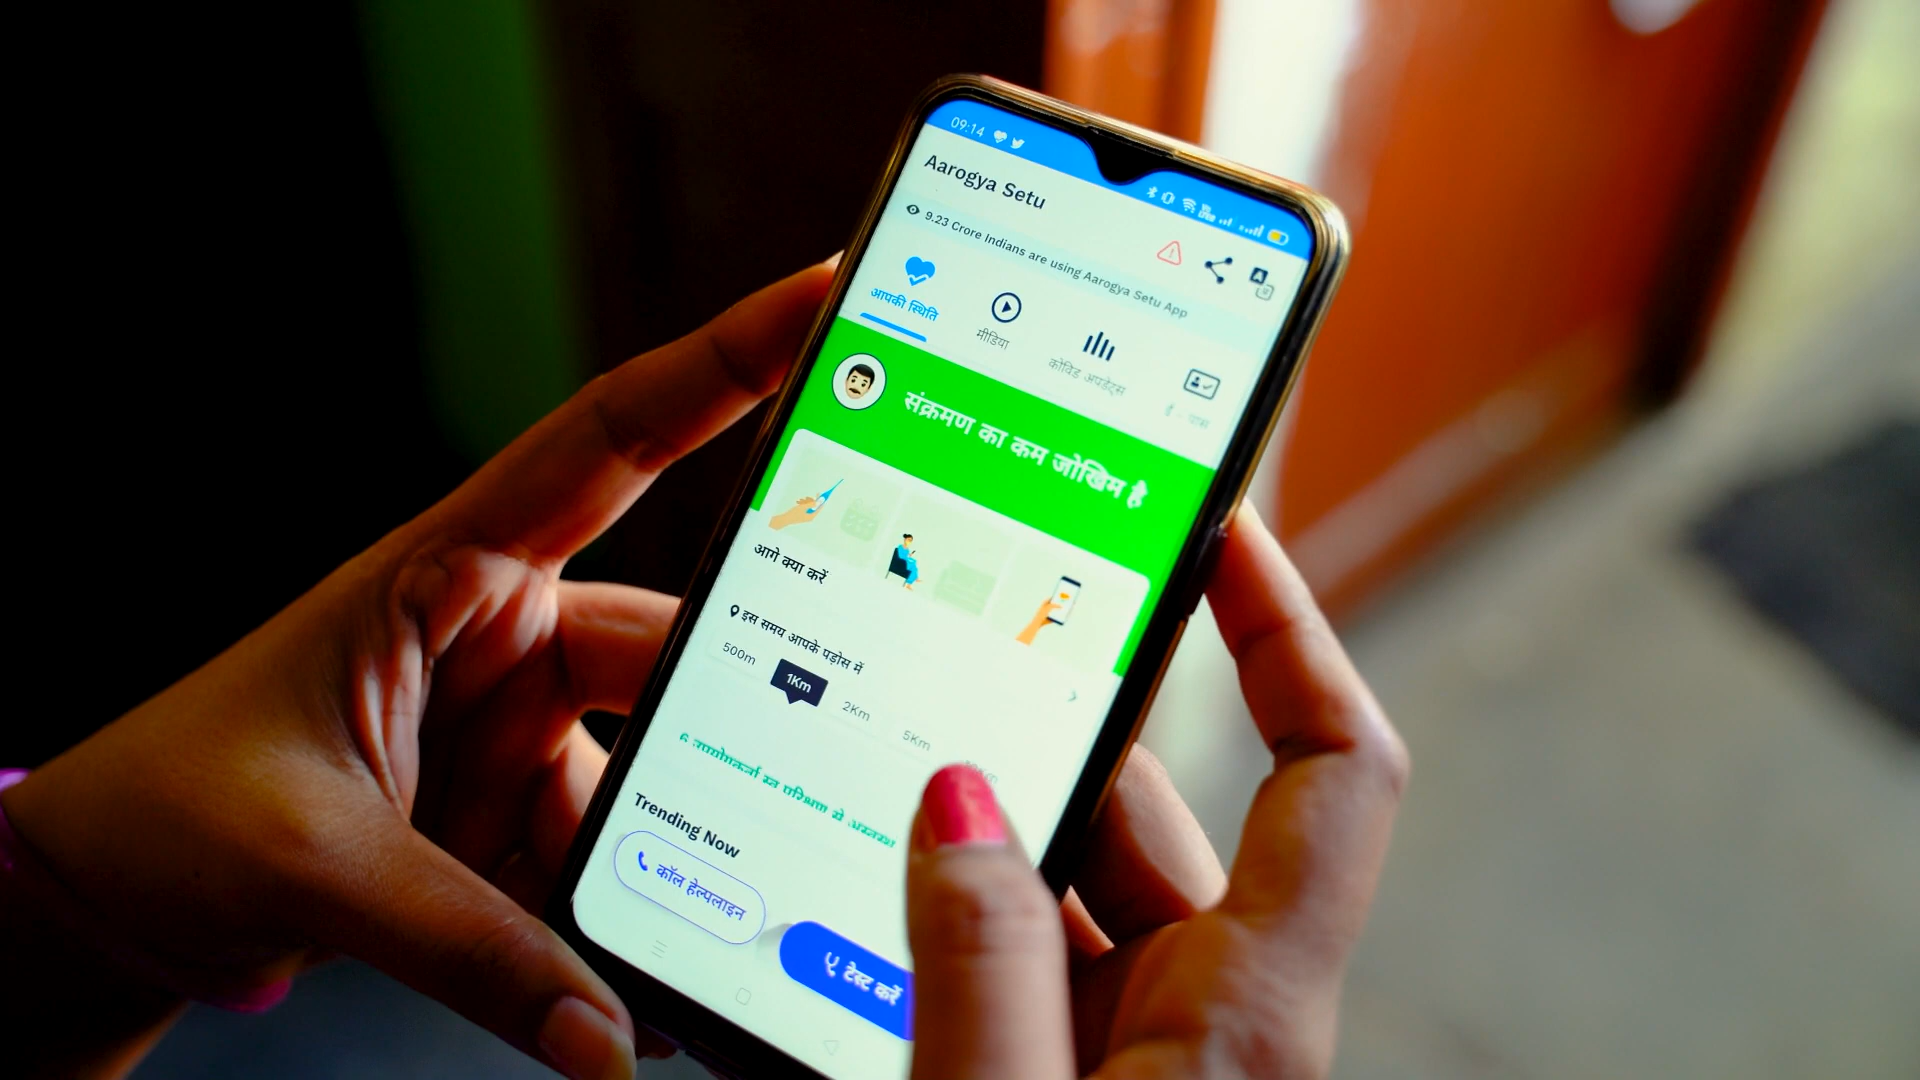 09:14
Aarogya Setu
9.23 Crore Indians are using Aarogya Setu App
आपकी स्थिति
मीडिया
कोविड अपडेट्स
ई - पास
संक्रमण का कम जोखिम है
आगे क्या करें
इस समय आपके पड़ोस में
500m
1Km
2Km
5Km
Trending Now
कॉल हेल्पलाइन
टेस्ट करें